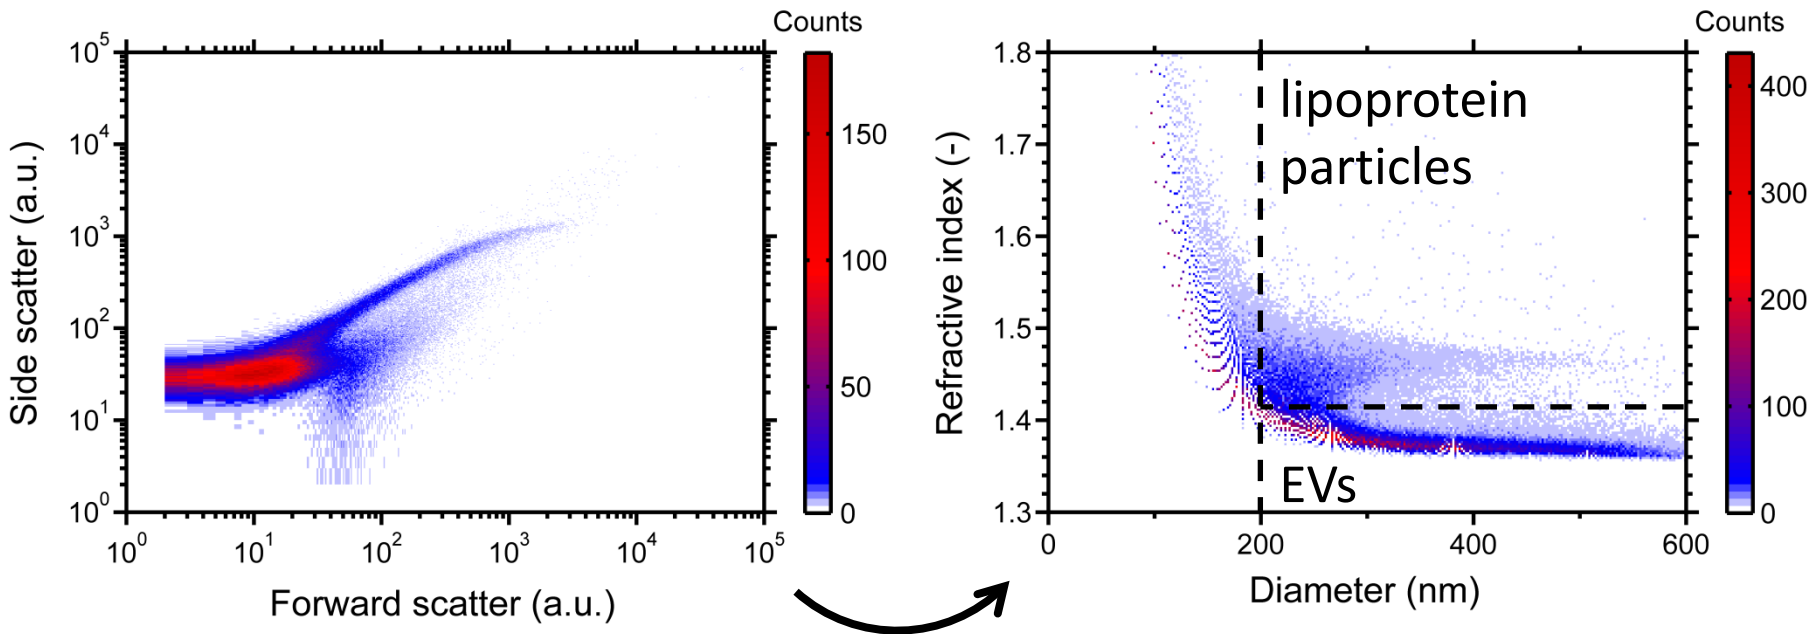 Counts
10^5
10^4
10^3
10^2
10^1
10^0
Side scatter (a.u.)
10^0 10^1 10^2 10^3 10^4 10^5
Forward scatter (a.u.)
150
100
50
0
Counts
1.8
1.7
1.6
1.5
1.4
1.3
Refractive index (-)
lipoprotein
particles
EVs
0 200 400 600
Diameter (nm)
400
300
200
100
0